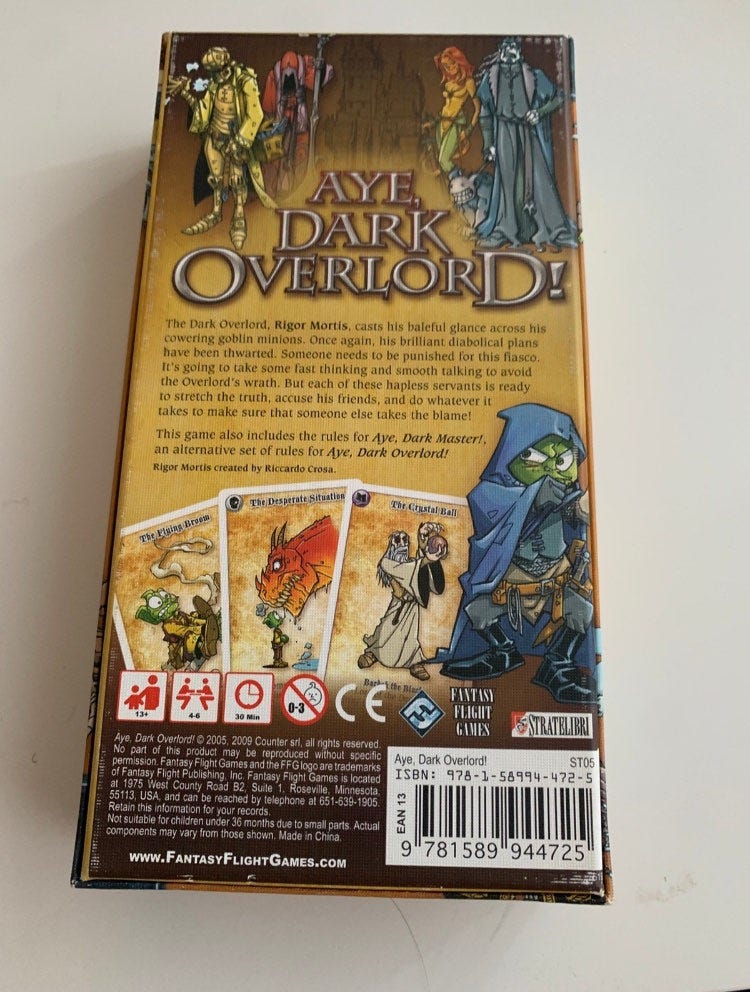 AYE,
DARK
OVERLORD!
The Dark Overlord, Rigor Mortis, casts his baleful glance across his
cowering goblin minions. Once again, his brilliant diabolical plans
have been thwarted. Someone needs to be punished for this fiasco.
It's going to take some fast thinking and smooth talking to avoid
the Overlord's wrath. But each of these hapless servants is ready
to stretch the truth, accuse his friends, and do whatever it
takes to make sure that someone else takes the blame!
This game also includes the rules for Aye, Dark Master!,
an alternative set of rules for Aye, Dark Overlord!
Rigor Mortis created by Riccardo Crosa.
The Flying Broom
The Desperate Situation
The Crystal Ball
the
13+
4-6
30 Min
0-3
CE
FANTASY
FLIGHT
GAMES
STRATELIBRI
Aye, Dark Overlord! © 2005, 2009 Counter srl, all rights reserved.
No part of this product may be reproduced without specific
permission. Fantasy Flight Games and the FFG logo are trademarks
of Fantasy Flight Publishing, Inc. Fantasy Flight Games is located
at 1975 West County Road B2, Suite 1, Roseville, Minnesota,
55113, USA, and can be reached by telephone at 651-639-1905.
Retain this information for your records.
Not suitable for children under 36 months due to small parts. Actual
components may vary from those shown. Made in China.
WWW.FANTASYFLIGHTGAMES.COM
Aye, Dark Overlord! ST05
ISBN: 978-1-58994-472-5
EAN 13
9 781589 944725